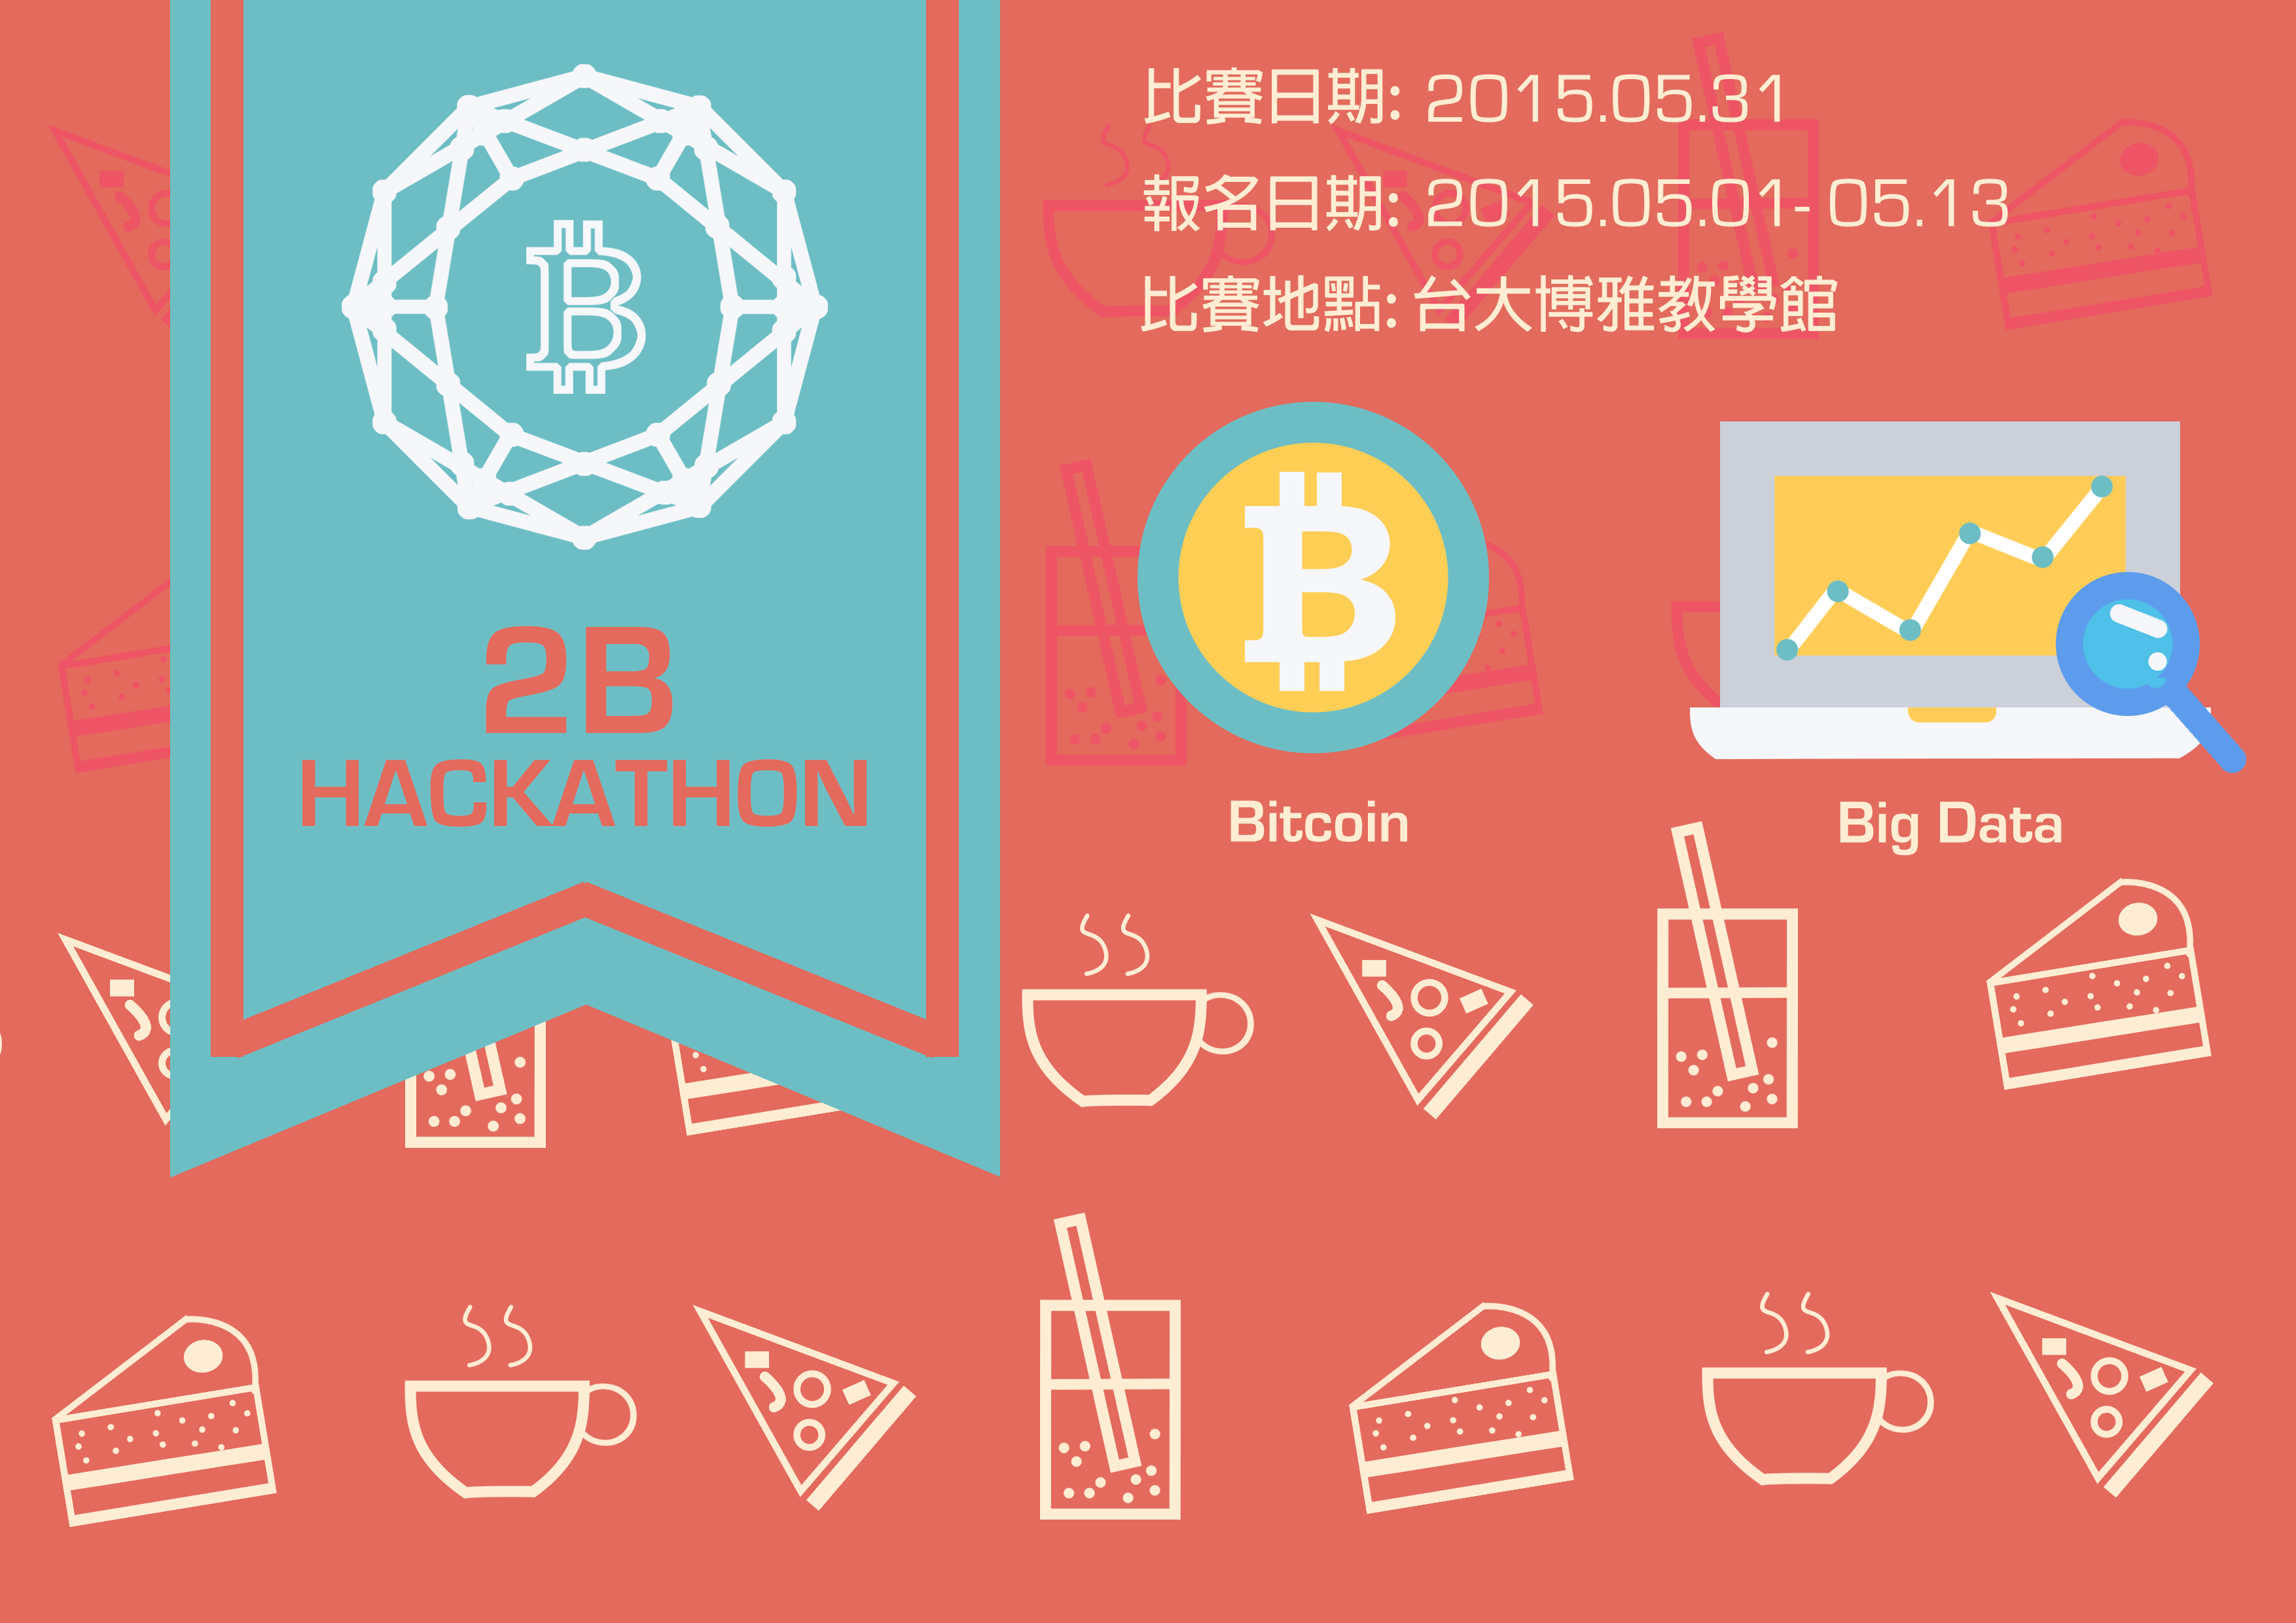 比賽日期: 2015.05.31
報名日期: 2015.05.01- 05.13
比賽地點: 台大博雅教學館
2B
HACKATHON
Bitcoin
Big Data